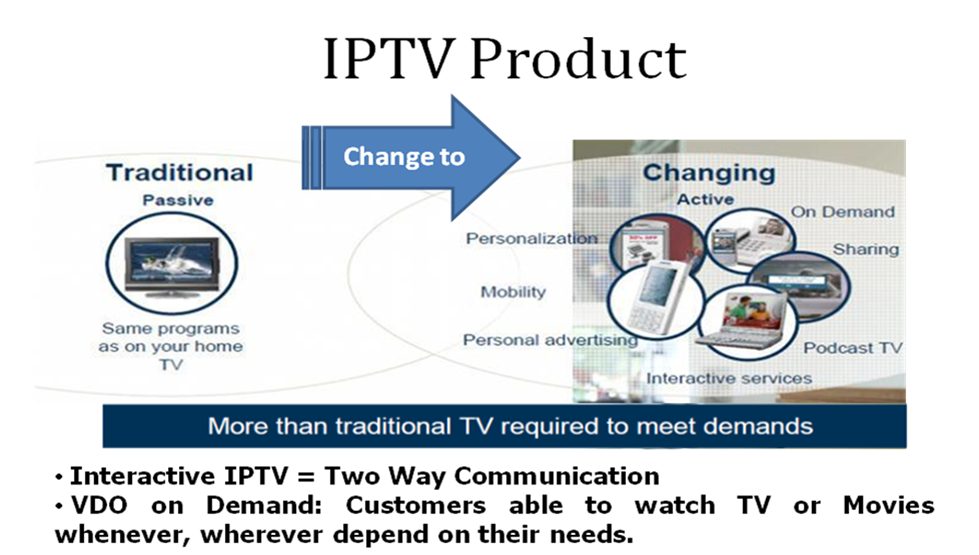 IPTV Product
Change to
Traditional
Passive
Same programs
as on your home
TV
Changing
Active
On Demand
Sharing
Personalization
Mobility
Personal advertising
Podcast TV
Interactive services
More than traditional TV required to meet demands
• Interactive IPTV = Two Way Communication
• VDO on Demand: Customers able to watch TV or Movies
whenever, wherever depend on their needs.